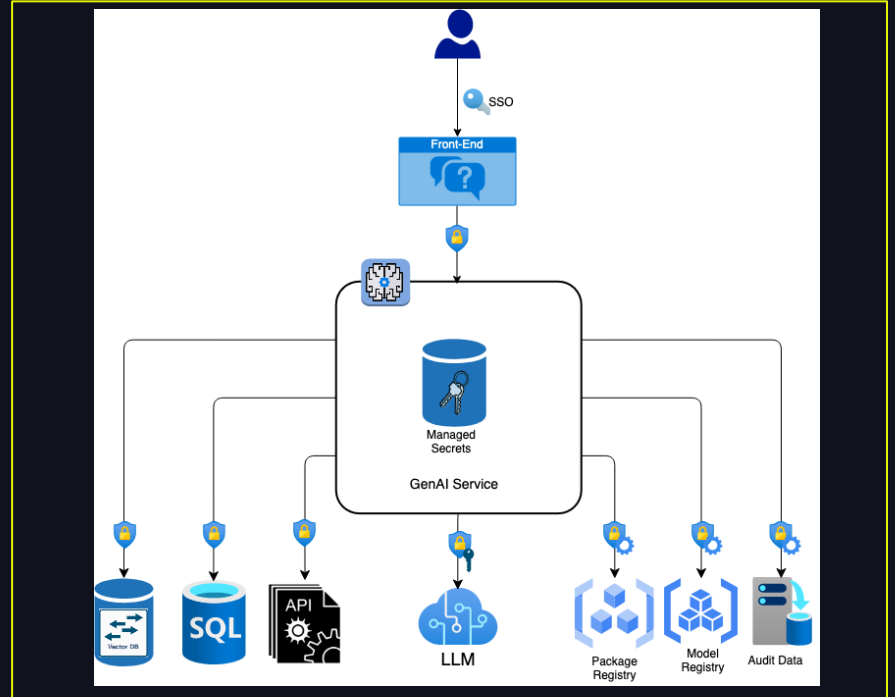 SSO
Front-End
?
Managed
Secrets
GenAI Service
Vector DB
SQL
API
LLM
Package
Registry
Model
Registry
Audit Data